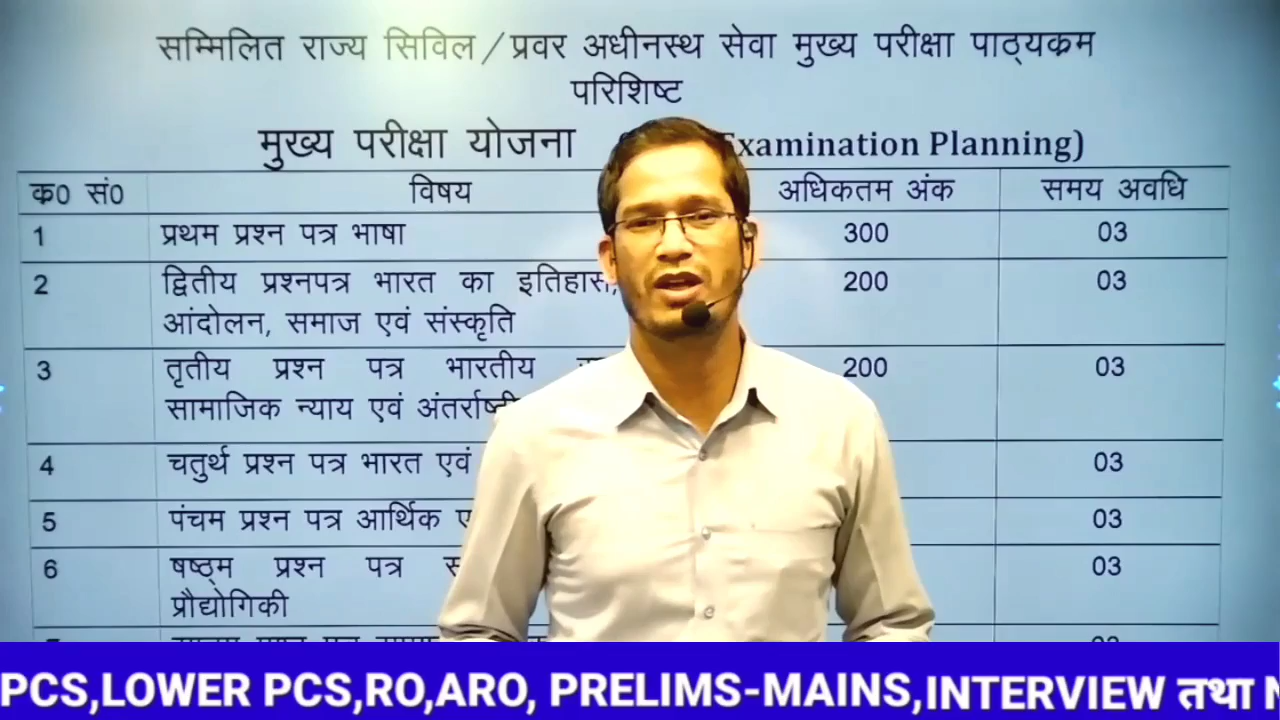 सम्मिलित राज्य सिविल/प्रवर अधीनस्थ सेवा मुख्य परीक्षा पाठ्यक्रम
परिशिष्ट
मुख्य परीक्षा योजना Examination Planning)
क0 सं0 विषय अधिकतम अंक समय अवधि
1 प्रथम प्रश्न पत्र भाषा 300 03
2 द्वितीय प्रश्नपत्र भारत का इतिहास, 200 03
आंदोलन, समाज एवं संस्कृति
3 तृतीय प्रश्न पत्र भारतीय 200 03
सामाजिक न्याय एवं
4 चतुर्थ प्रश्न पत्र भारत एवं 03
5 पंचम प्रश्न पत्र आर्थिक 03
6 षष्ठ्म प्रश्न पत्र 03
प्रौद्योगिकी
PCS,LOWER PCS,RO,ARO, PRELIMS-MAINS,INTERVIEW तथा